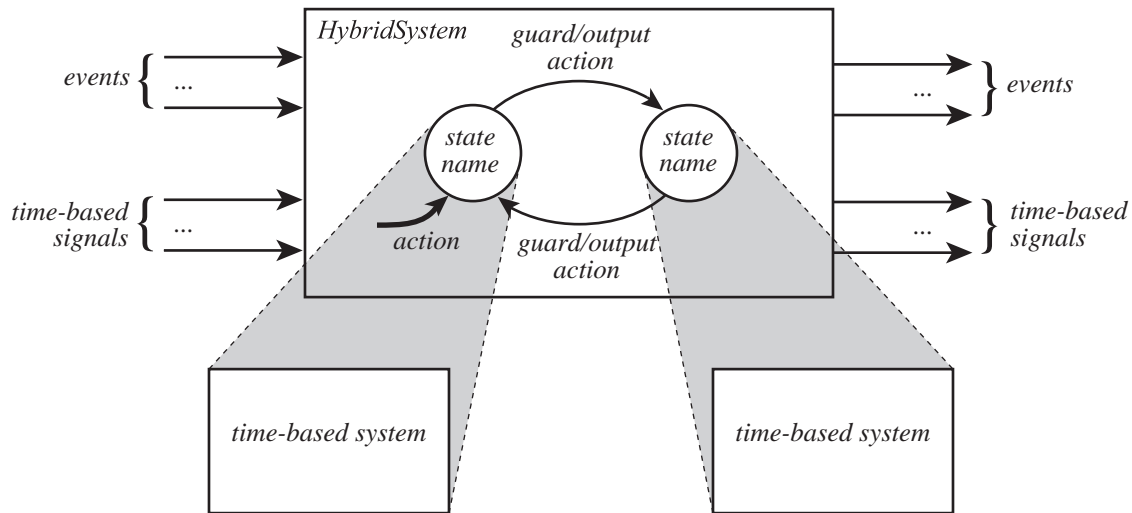 HybridSystem
guard/output
action
events
...
...
events
state
name
state
name
time-based
signals
...
action
guard/output
action
...
time-based
signals
time-based system
time-based system